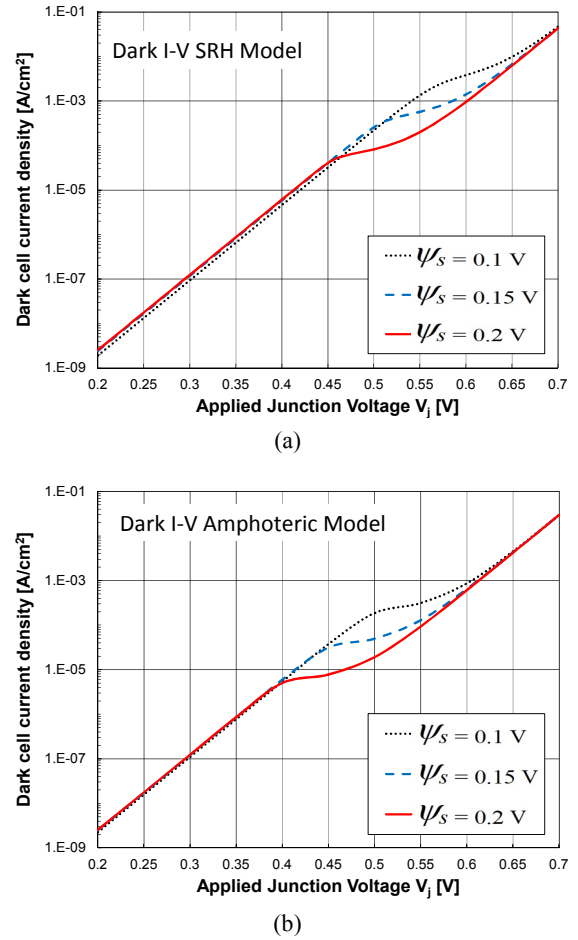 1.E-01
Dark I-V SRH Model
1.E-03
1.E-05
1.E-07
1.E-09
Dark cell current density [A/cm²]
ψs = 0.1 V
ψs = 0.15 V
ψs = 0.2 V
0.2 0.25 0.3 0.35 0.4 0.45 0.5 0.55 0.6 0.65 0.7
Applied Junction Voltage Vj [V]
(a)
1.E-01
Dark I-V Amphoteric Model
1.E-03
1.E-05
1.E-07
1.E-09
Dark cell current density [A/cm²]
ψs = 0.1 V
ψs = 0.15 V
ψs = 0.2 V
0.2 0.25 0.3 0.35 0.4 0.45 0.5 0.55 0.6 0.65 0.7
Applied Junction Voltage Vj [V]
(b)